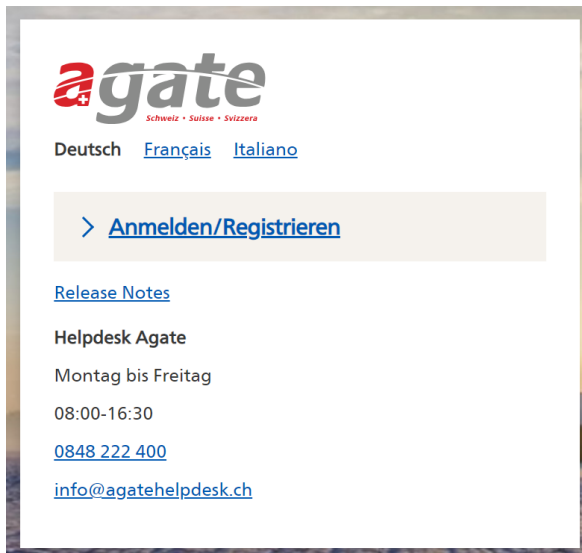 agate
Schweiz • Suisse • Svizzera
Deutsch Français Italiano
Anmelden/Registrieren
Release Notes
Helpdesk Agate
Montag bis Freitag
08:00-16:30
0848 222 400
info@agatehelpdesk.ch